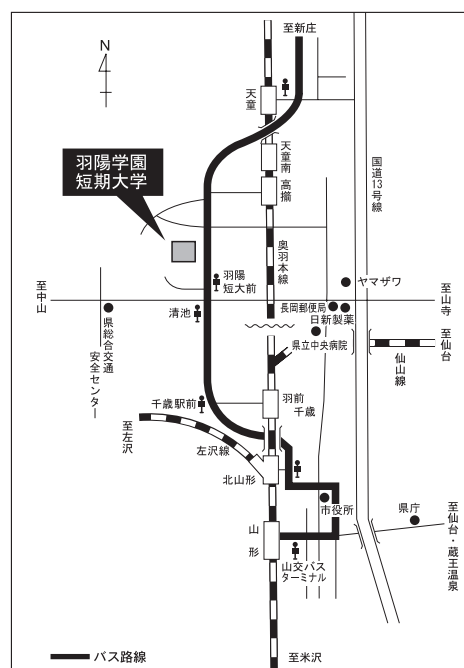 至新庄
N
天童
羽陽学園
短期大学
天童南
高擶
国道13号線
奥羽本線
羽陽
短大前
ヤマザワ
至中山
長岡郵便局
至山寺
清池
日新製薬
県総合交通
安全センター
県立中央病院
至仙台
仙山線
千歳駅前
羽前
千歳
至左沢
左沢線
北山形
市役所
県庁
至仙台・蔵王温泉
山形
山交バス
ターミナル
バス路線
至米沢